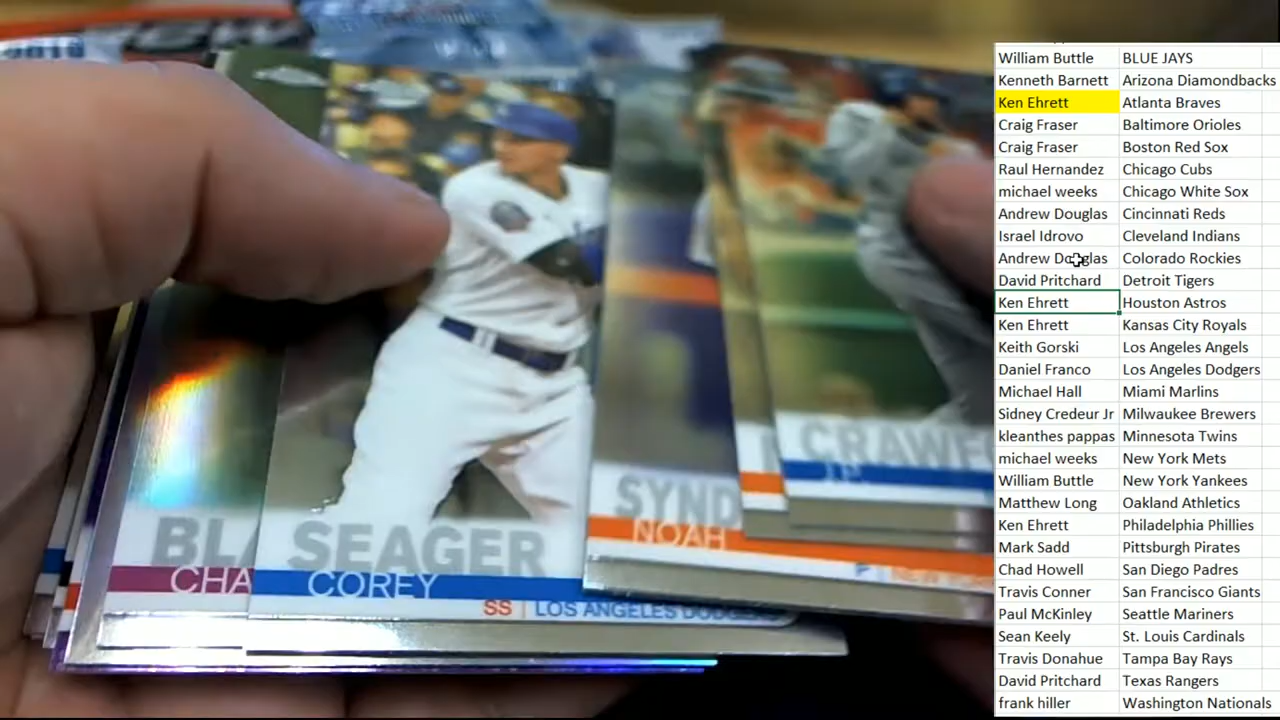 2019
BLA
CHA
SEAGER
COREY
SS | LOS ANGELES DODGERS
SYND
NOAH
NEW
CRAWF
J.P.
William Buttle BLUE JAYS
Kenneth Barnett Arizona Diamondbacks
Ken Ehrett Atlanta Braves
Craig Fraser Baltimore Orioles
Craig Fraser Boston Red Sox
Raul Hernandez Chicago Cubs
michael weeks Chicago White Sox
Andrew Douglas Cincinnati Reds
Israel Idrovo Cleveland Indians
Andrew Douglas Colorado Rockies
David Pritchard Detroit Tigers
Ken Ehrett Houston Astros
Ken Ehrett Kansas City Royals
Keith Gorski Los Angeles Angels
Daniel Franco Los Angeles Dodgers
Michael Hall Miami Marlins
Sidney Credeur Jr Milwaukee Brewers
kleanthes pappas Minnesota Twins
michael weeks New York Mets
William Buttle New York Yankees
Matthew Long Oakland Athletics
Ken Ehrett Philadelphia Phillies
Mark Sadd Pittsburgh Pirates
Chad Howell San Diego Padres
Travis Conner San Francisco Giants
Paul McKinley Seattle Mariners
Sean Keely St. Louis Cardinals
Travis Donahue Tampa Bay Rays
David Pritchard Texas Rangers
frank hiller Washington Nationals